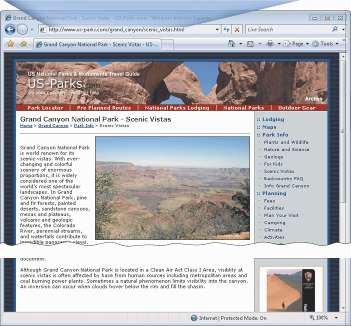 Grand Canyon National Park - Scenic Vistas - US-Parks.com - Windows Internet Explorer
http://www.us-parks.com/grand_canyon/scenic_vistas.html
Live Search
Grand Canyon National Park - Scenic Vistas - US-...
Page
Tools
US National Parks & Monuments Travel Guide
US-Parks.com
Arches
Park Locator | Pre Planned Routes | National Parks Lodging | National Parks | Outdoor Gear
Grand Canyon National Park - Scenic Vistas
Home > Grand Canyon > Park Info > Scenic Vistas
Grand Canyon National Park
is world renown for its
scenic vistas. With ever-
changing and colorful
scenery of enormous
proportions, it is widely
considered one of the
world's most spectacular
landscapes. In Grand
Canyon National Park, pine
and fir forests, painted
deserts, sandstone canyons,
mesas and plateaus,
volcanic and geologic
features, the Colorado
River, perennial streams,
and waterfalls contribute to
incredible panoramic views.
Lodging
Maps
Park Info
Plants and Wildlife
Nature and Science
Geology
For Kids
Scenic Vistas
Backcountry FAQ
Info Grand Canyon
Planning
Fees
Facilities
Plan Your Visit
Camping
Climate
Activities
document.
Although Grand Canyon National Park is located in a Clean Air Act Class I Area, visiblity at
scenic vistas is often affected by haze from human sources including metropolitan areas and
coal burning power plants. Sometimes a natural phenomenon limits visibility into the canyon.
An inversion can occur when clouds hover below the rim and fill the chasm.
Internet | Protected Mode: On
100%